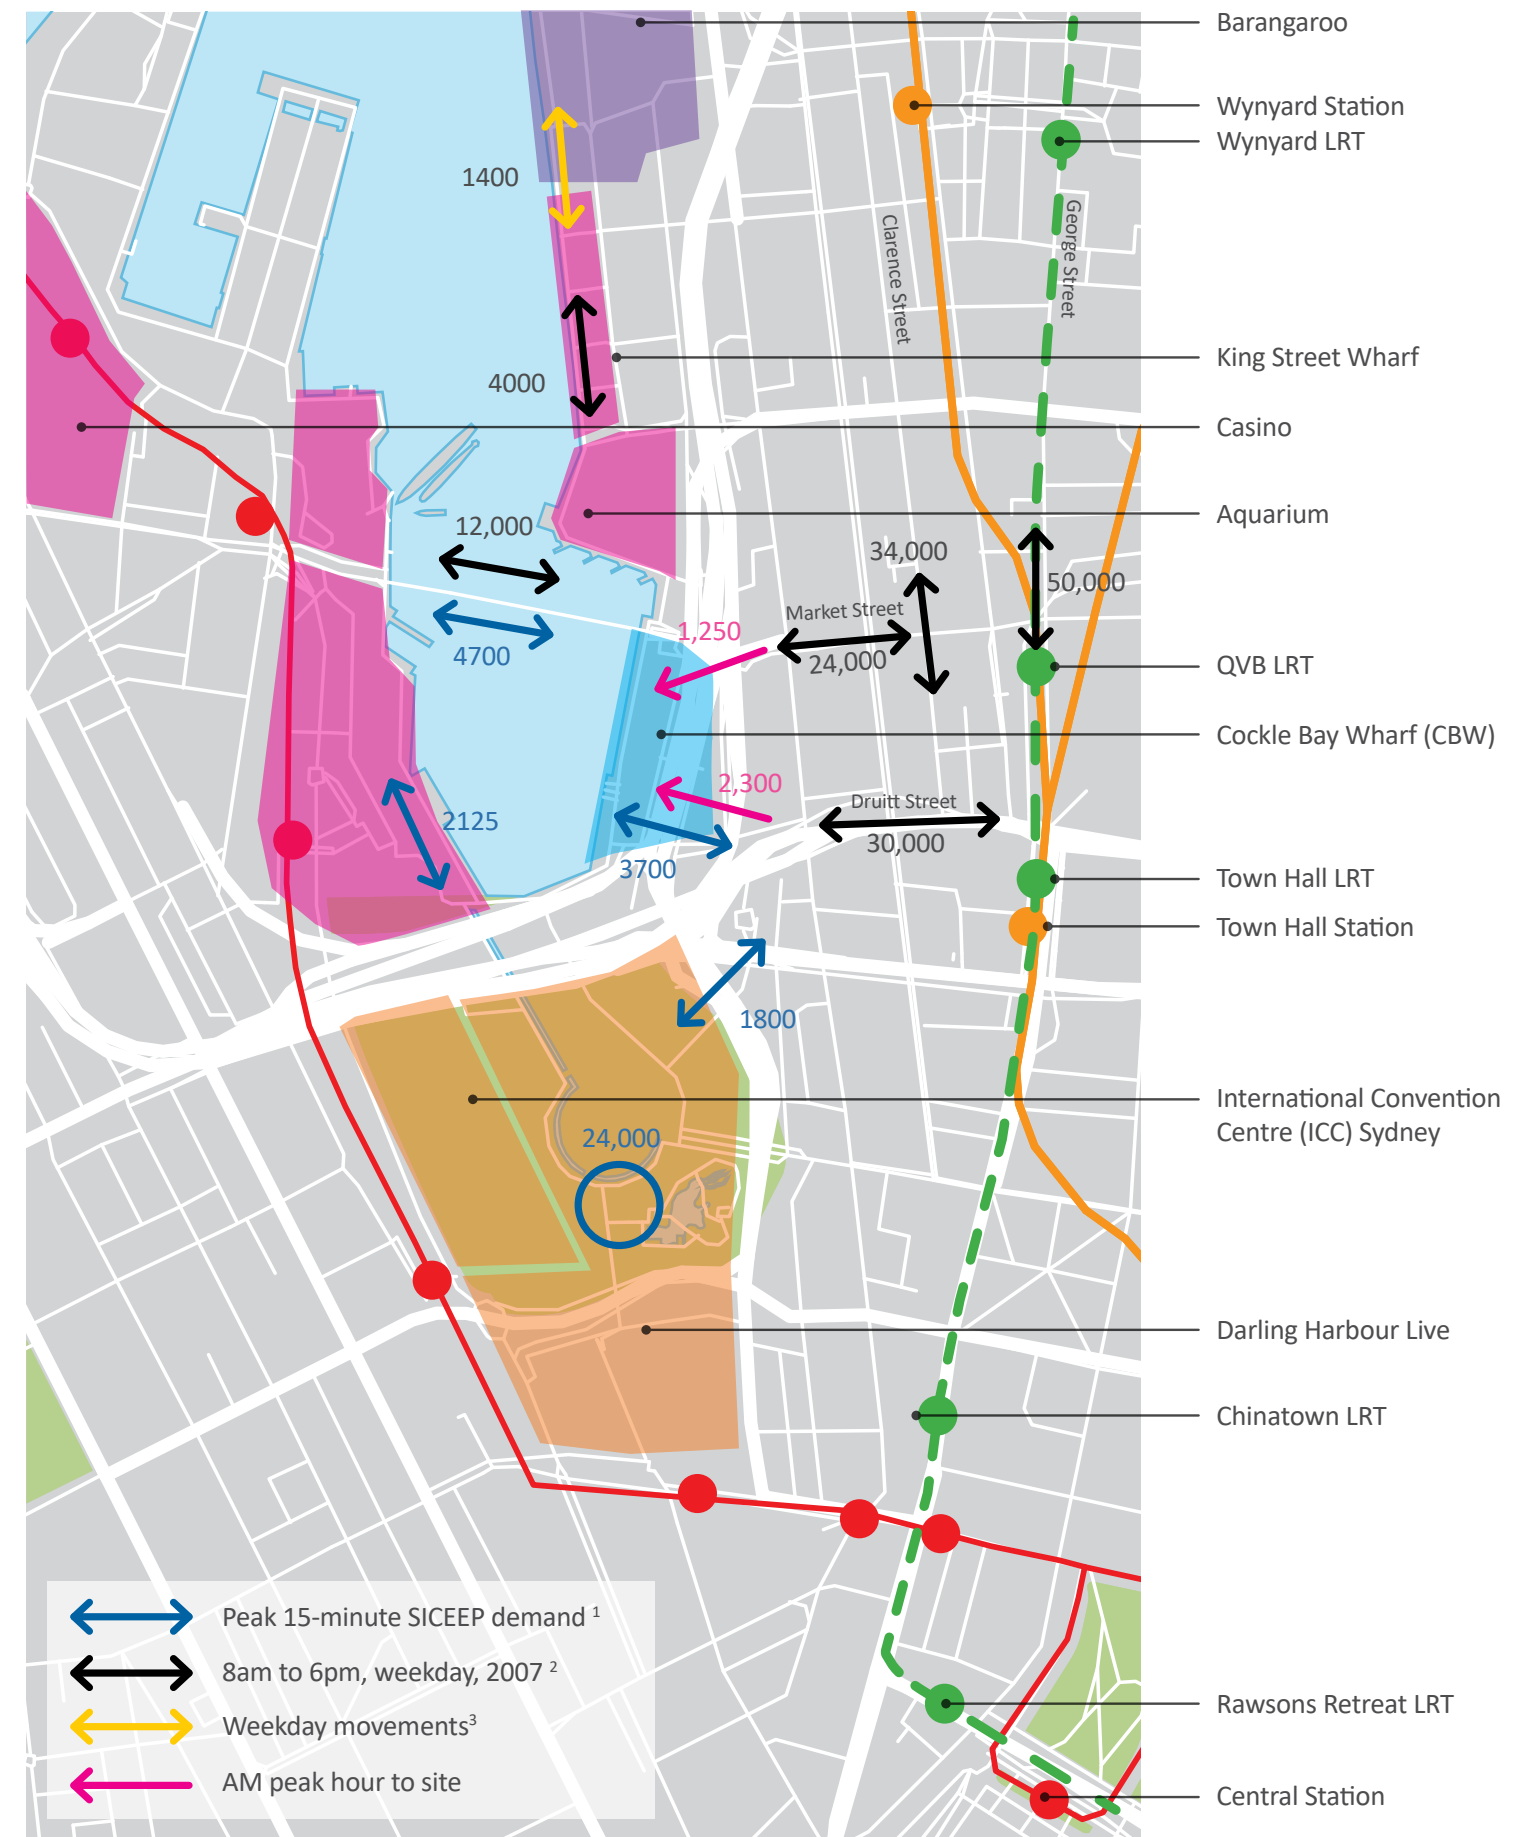 Barangaroo
Wynyard Station
Wynyard LRT
1400
Clarence Street
George Street
King Street Wharf
4000
Casino
Aquarium
12,000
34,000
50,000
Market Street
1,250
24,000
4700
QVB LRT
Cockle Bay Wharf (CBW)
2,300
Druitt Street
2125
30,000
3700
Town Hall LRT
Town Hall Station
1800
International Convention
Centre (ICC) Sydney
24,000
Darling Harbour Live
Chinatown LRT
Peak 15-minute SICEEP demand 1
8am to 6pm, weekday, 2007 2
Weekday movements3
AM peak hour to site
Rawsons Retreat LRT
Central Station